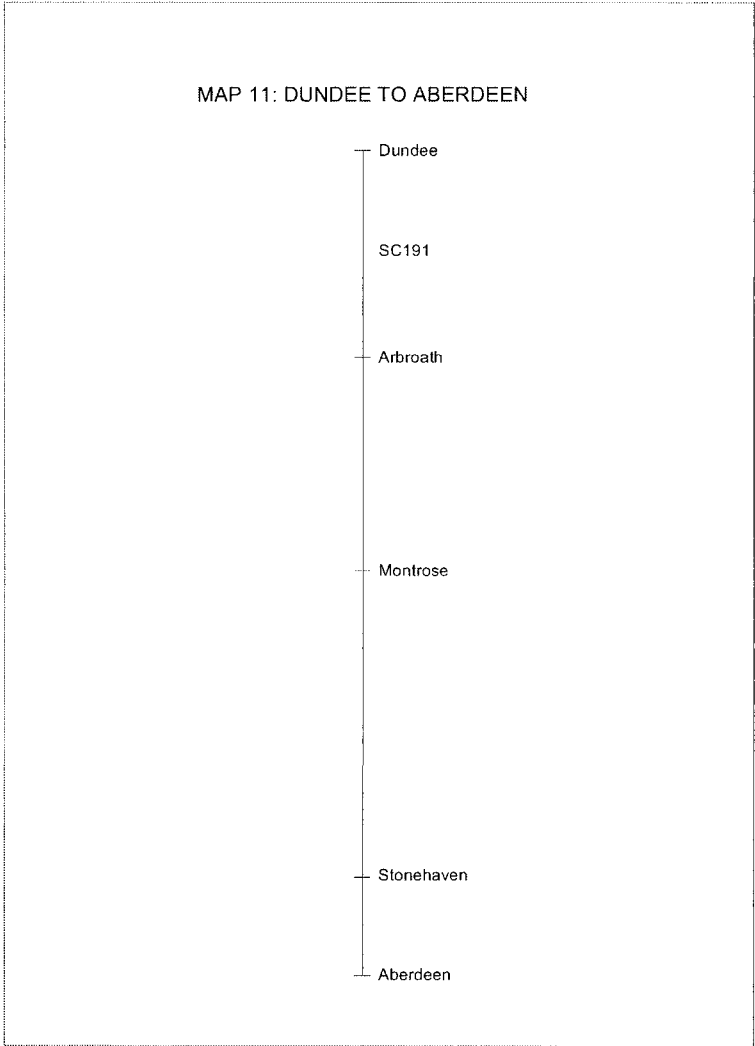 MAP 11: DUNDEE TO ABERDEEN
Dundee
SC191
Arbroath
Montrose
Stonehaven
Aberdeen